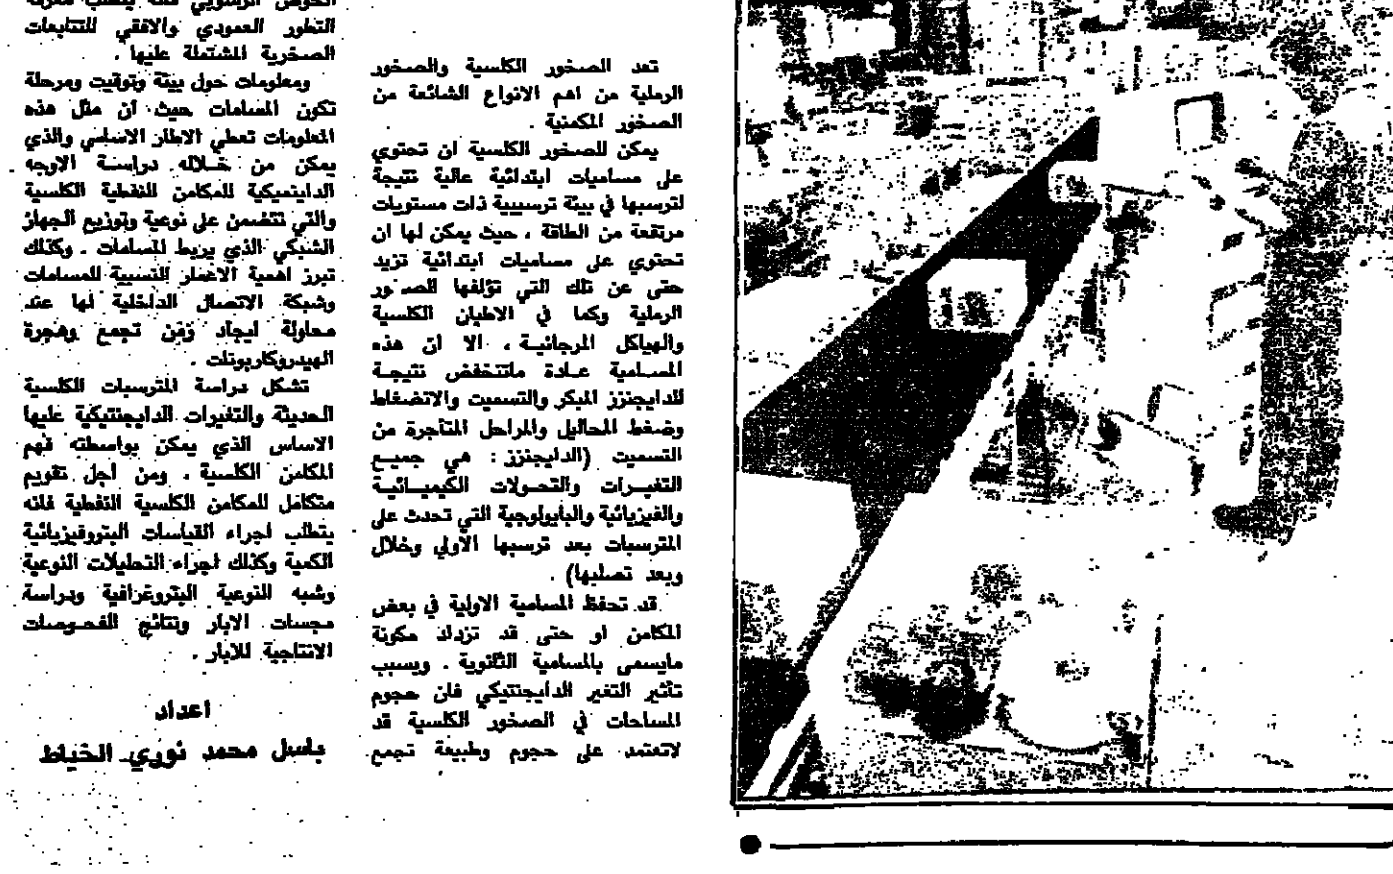 تعد الصخور الكلسية والصخور
الرملية من اهم الانواع الشائعة من
الصخور المكمنية .
يمكن للصخور الكلسية ان تحتوي
على مساميات ابتدائية عالية نتيجة
لترسبها في بيئة ترسيبية ذات مستويات
مرتفعة من الطاقة ، حيث يمكن لها ان
تحتوي على مساميات ابتدائية تزيد
حتى عن تلك التي تؤلفها الصخور
الرملية وكما في الاطيان الكلسية
والهياكل المرجانية ، الا ان هذه
المسامية عادة ماتنخفض نتيجة
للدايجنزز المبكر والتسميت والانضغاط
وضغط المحاليل والمراحل المتأخرة من
التسميت (الدايجنزز : هي جميع
التغيرات والتحولات الكيميائية
والفيزيائية والبايولوجية التي تحدث على
المترسبات بعد ترسبها الاولي وخلال
وبعد تصلبها) .
قد تحفظ المسامية الاولية في بعض
المكامن او حتى قد تزداد مكونة
مايسمى بالمسامية الثانوية . ويسبب
تأثير التغير الدايجنتيكي فان حجوم
المساحات في الصخور الكلسية قد
لاتعتمد على حجوم وطبيعة تجمع
التطور العمودي والافقي للتتابعات
الصخرية المشتملة عليها .
ومعلومات حول بيئة وتوقيت ومرحلة
تكون المسامات حيث ان مثل هذه
المعلومات تعطي الاطار الاساسي والذي
يمكن من خلاله دراسة الاوجه
الداينميكية للمكامن النفطية الكلسية
والتي تتضمن على نوعية وتوزيع الجهاز
الشبكي الذي يربط المسامات . وكذلك
تبرز اهمية الاعمار النسبية للمسامات
وشبكة الاتصال الداخلية لها عند
محاولة ايجاد زمن تجمع وهجرة
الهيدروكاربونات .
تشكل دراسة المترسبات الكلسية
الحديثة والتغيرات الدايجنتيكية عليها
الاساس الذي يمكن بواسطته فهم
المكامن الكلسية . ومن اجل تقويم
متكامل للمكامن الكلسية النفطية فانه
يتطلب اجراء القياسات البتروفيزيائية
الكمية وكذلك اجراء التحليلات النوعية
وشبه النوعية البتروغرافية ودراسة
مجسات الابار ونتائج الفحوصات
الانتاجية للابار .
اعداد
باسل محمد نوري الخياط